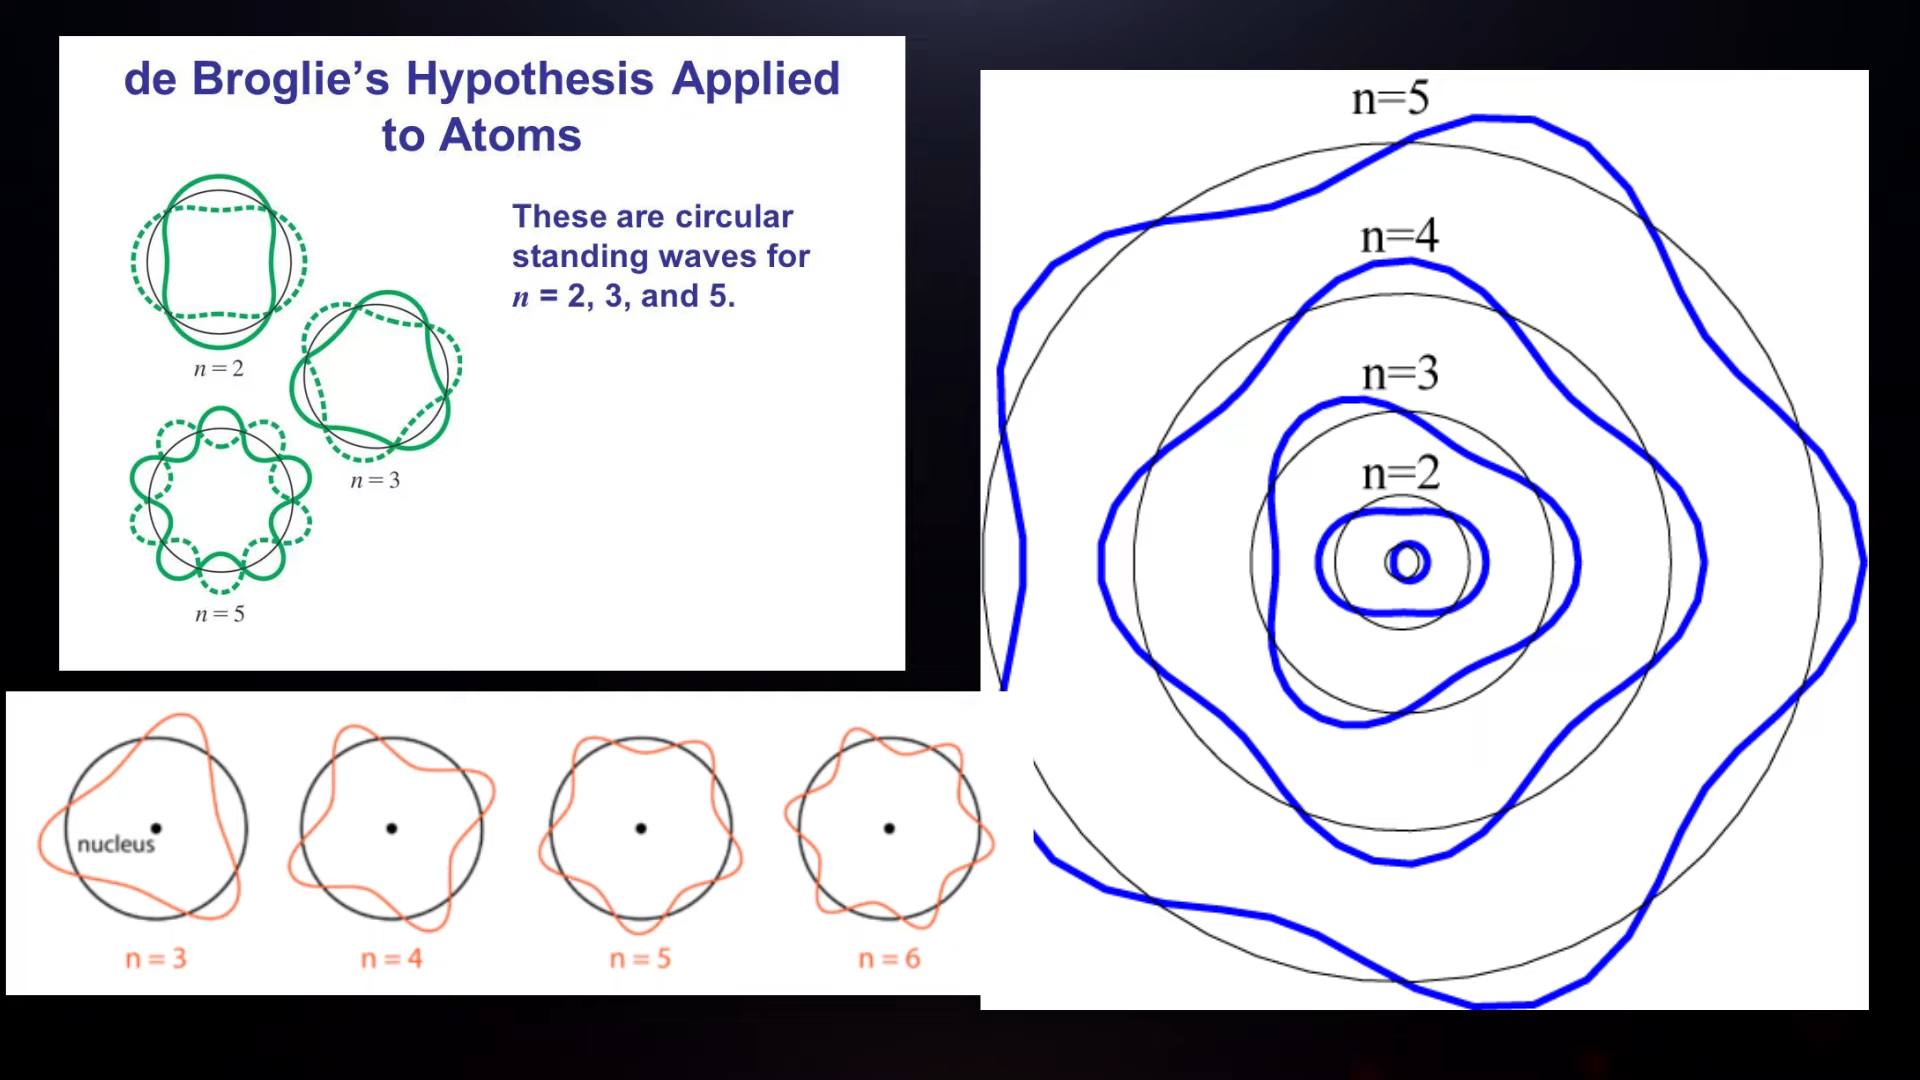 de Broglie’s Hypothesis Applied
to Atoms
These are circular
standing waves for
n = 2, 3, and 5.
n = 2
n = 3
n = 5
nucleus
n = 3
n = 4
n = 5
n = 6
n=5
n=4
n=3
n=2